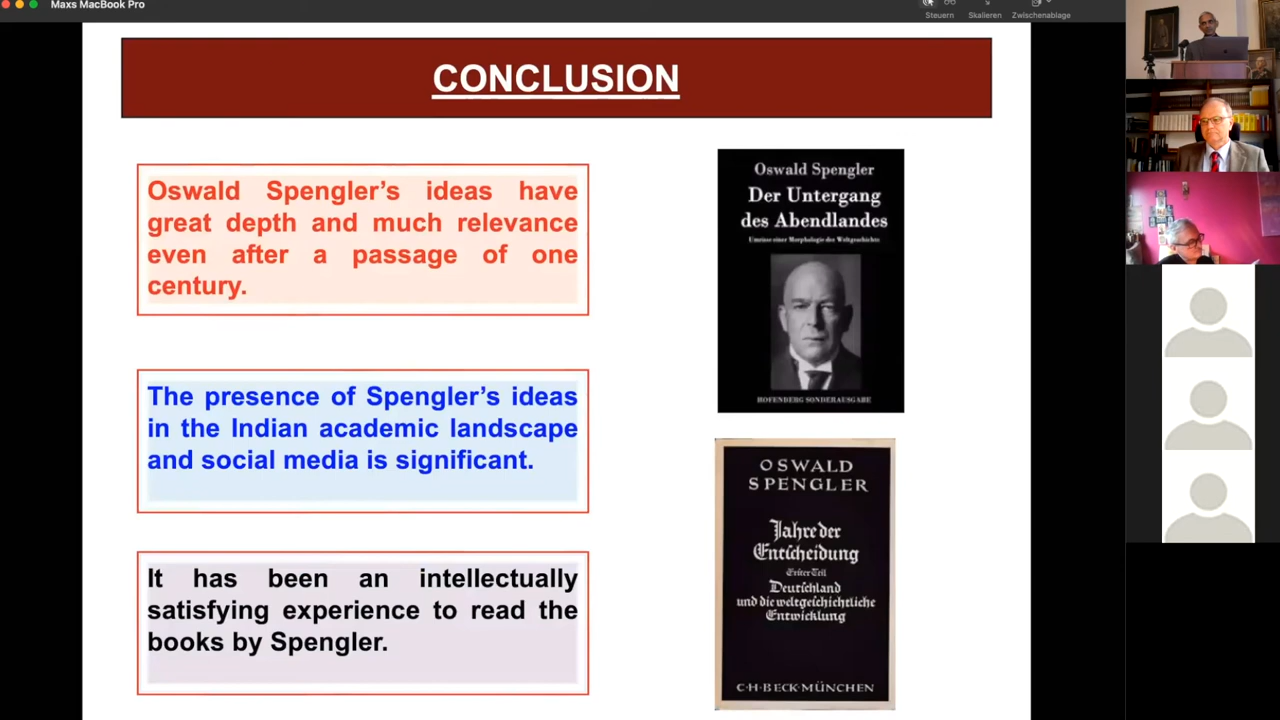 Maxs MacBook Pro
Steuern
Skalieren
Zwischenablage
CONCLUSION
Oswald Spengler's ideas have
great depth and much relevance
even after a passage of one
century.
The presence of Spengler's ideas
in the Indian academic landscape
and social media is significant.
It has been an intellectually
satisfying experience to read the
books by Spengler.
Oswald Spengler
Der Untergang
des Abendlandes
Umrisse einer Morphologie der Weltgeschichte
HOFENBERG SONDERAUSGABE
OSWALD
SPENGLER
Jahre der
Entscheidung
Erster Teil
Deutschland
und die weltgeschichtliche
Entwicklung
C·H·BECK·MÜNCHEN